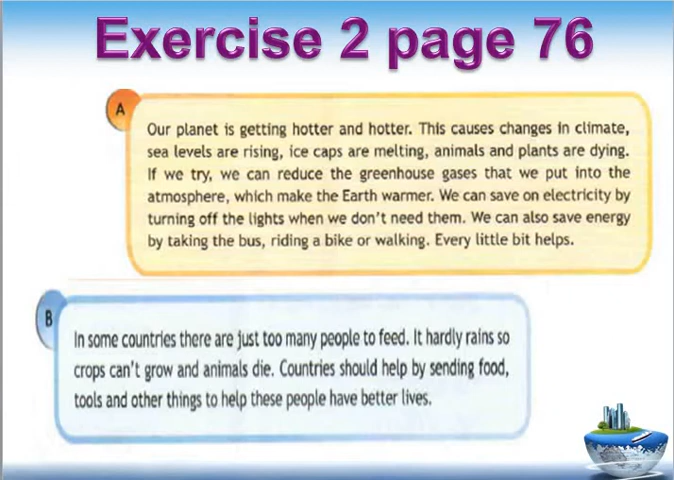 Exercise 2 page 76
A
Our planet is getting hotter and hotter. This causes changes in climate,
sea levels are rising, ice caps are melting, animals and plants are dying.
If we try, we can reduce the greenhouse gases that we put into the
atmosphere, which make the Earth warmer. We can save on electricity by
turning off the lights when we don't need them. We can also save energy
by taking the bus, riding a bike or walking. Every little bit helps.
B
In some countries there are just too many people to feed. It hardly rains so
crops can't grow and animals die. Countries should help by sending food,
tools and other things to help these people have better lives.